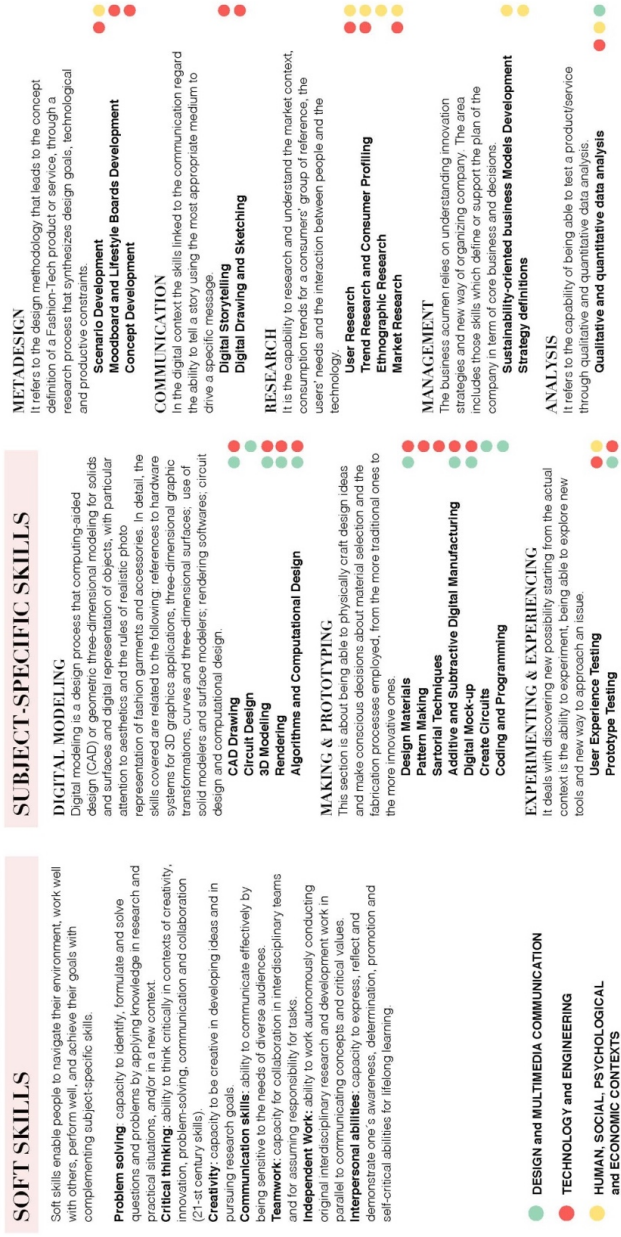 SOFT SKILLS
Soft skills enable people to navigate their environment, work well
with others, perform well, and achieve their goals with
complementing subject-specific skills.
Problem solving: capacity to identify, formulate and solve
questions and problems by applying knowledge in research and
practical situations, and/or in a new context.
Critical thinking: ability to think critically in contexts of creativity,
innovation, problem-solving, communication and collaboration
(21-st century skills).
Creativity: capacity to be creative in developing ideas and in
pursuing research goals.
Communication skills: ability to communicate effectively by
being sensitive to the needs of diverse audiences.
Teamwork: capacity for collaboration in interdisciplinary teams
and for assuming responsibility for tasks.
Independent Work: ability to work autonomously conducting
original interdisciplinary research and development work in
parallel to communicating concepts and critical values.
Interpersonal abilities: capacity to express, reflect and
demonstrate one´s awareness, determination, promotion and
self-critical abilities for lifelong learning.
DESIGN and MULTIMEDIA COMMUNICATION
TECHNOLOGY and ENGINEERING
HUMAN, SOCIAL, PSYCHOLOGICAL
and ECONOMIC CONTEXTS
SUBJECT-SPECIFIC SKILLS
DIGITAL MODELING
Digital modeling is a design process that computing-aided
design (CAD) or geometric three-dimensional modeling for solids
and surfaces and digital representation of objects, with particular
attention to aesthetics and the rules of realistic photo
representation of fashion garments and accessories. In detail, the
skills covered are related to the following: references to hardware
systems for 3D graphics applications, three-dimensional graphic
transformations, curves and three-dimensional surfaces; use of
solid modelers and surface modelers; rendering softwares; circuit
design and computational design.
CAD Drawing
Circuit Design
3D Modeling
Rendering
Algorithms and Computational Design
MAKING & PROTOTYPING
This section is about being able to physically craft design ideas
and make conscious decisions about material selection and the
fabrication processes employed, from the more traditional ones to
the more innovative ones.
Design Materials
Pattern Making
Sartorial Techniques
Additive and Subtractive Digital Manufacturing
Digital Mock-up
Create Circuits
Coding and Programming
EXPERIMENTING & EXPERIENCING
It deals with discovering new possibility starting from the actual
context is the ability to experiment, being able to explore new
tools and new way to approach an issue.
User Experience Testing
Prototype Testing
METADESIGN
It refers to the design methodology that leads to the concept
definition of a Fashion-Tech product or service, through a
research process that synthesizes design goals, technological
and productive constraints.
Scenario Development
Moodboard and Lifestyle Boards Development
Concept Development
COMMUNICATION
In the digital context the skills linked to the communication regard
the ability to tell a story using the most appropriate medium to
drive a specific message.
Digital Storytelling
Digital Drawing and Sketching
RESEARCH
It is the capability to research and understand the market context,
consumption trends for a consumers' group of reference, the
users' needs and the interaction between people and the
technology.
User Research
Trend Research and Consumer Profiling
Ethnographic Research
Market Research
MANAGEMENT
The business acumen relies on understanding innovation
strategies and new way of organizing company. The area
includes those skills which define or support the plan of the
company in term of core business and decisions.
Sustainability-oriented business Models Development
Strategy definitions
ANALYSIS
It refers to the capability of being able to test a product/service
through qualitative and quantitative data analysis.
Qualitative and quantitative data analysis